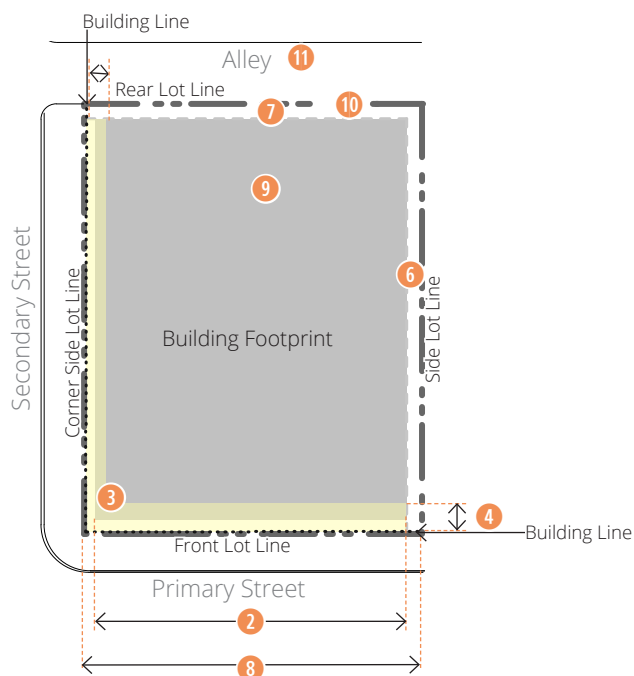 Building Line
Alley 11
Rear Lot Line
7
10
9
6
Secondary Street
Corner Side Lot Line
Building Footprint
Side Lot Line
3
4
Building Line
Front Lot Line
Primary Street
2
8